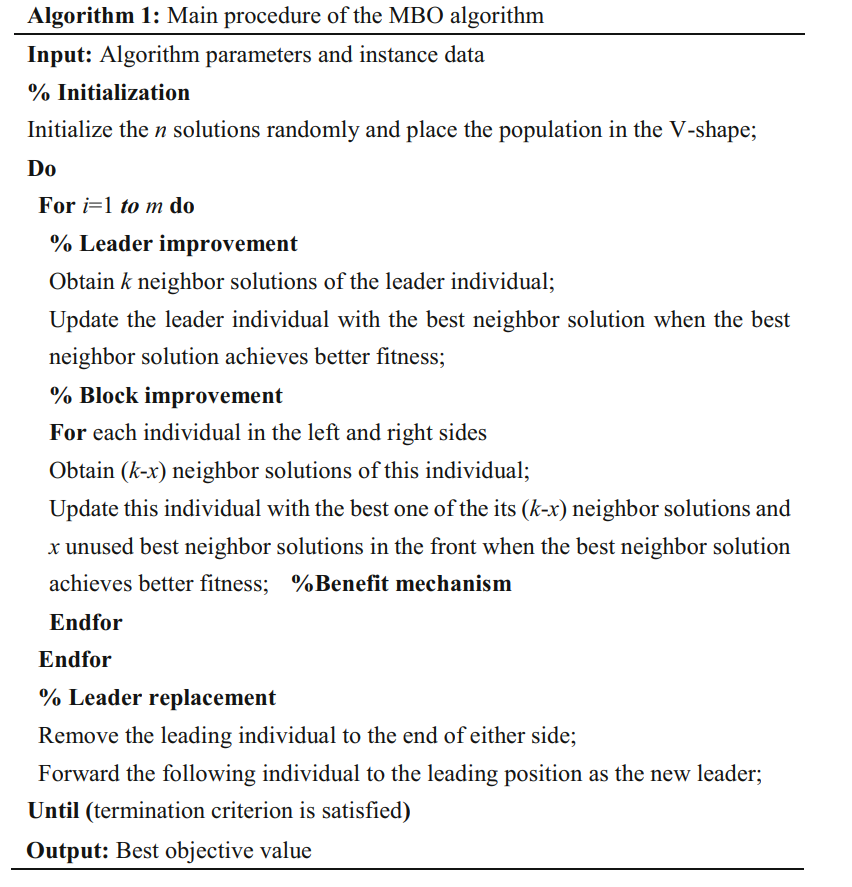 Algorithm 1: Main procedure of the MBO algorithm
Input: Algorithm parameters and instance data
% Initialization
Initialize the n solutions randomly and place the population in the V-shape;
Do
For i=1 to m do
% Leader improvement
Obtain k neighbor solutions of the leader individual;
Update the leader individual with the best neighbor solution when the best
neighbor solution achieves better fitness;
% Block improvement
For each individual in the left and right sides
Obtain (k-x) neighbor solutions of this individual;
Update this individual with the best one of the its (k-x) neighbor solutions and
x unused best neighbor solutions in the front when the best neighbor solution
achieves better fitness; %Benefit mechanism
Endfor
Endfor
% Leader replacement
Remove the leading individual to the end of either side;
Forward the following individual to the leading position as the new leader;
Until (termination criterion is satisfied)
Output: Best objective value